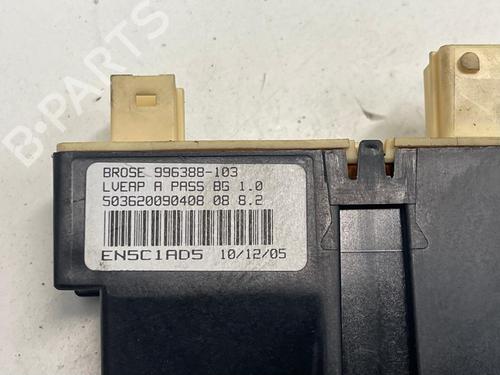 BROSE 996388-103
LVEAP A PASS BG 1.0
503620090408 08 8.2
EN5C1AD5 10/12/05
B-PARTS